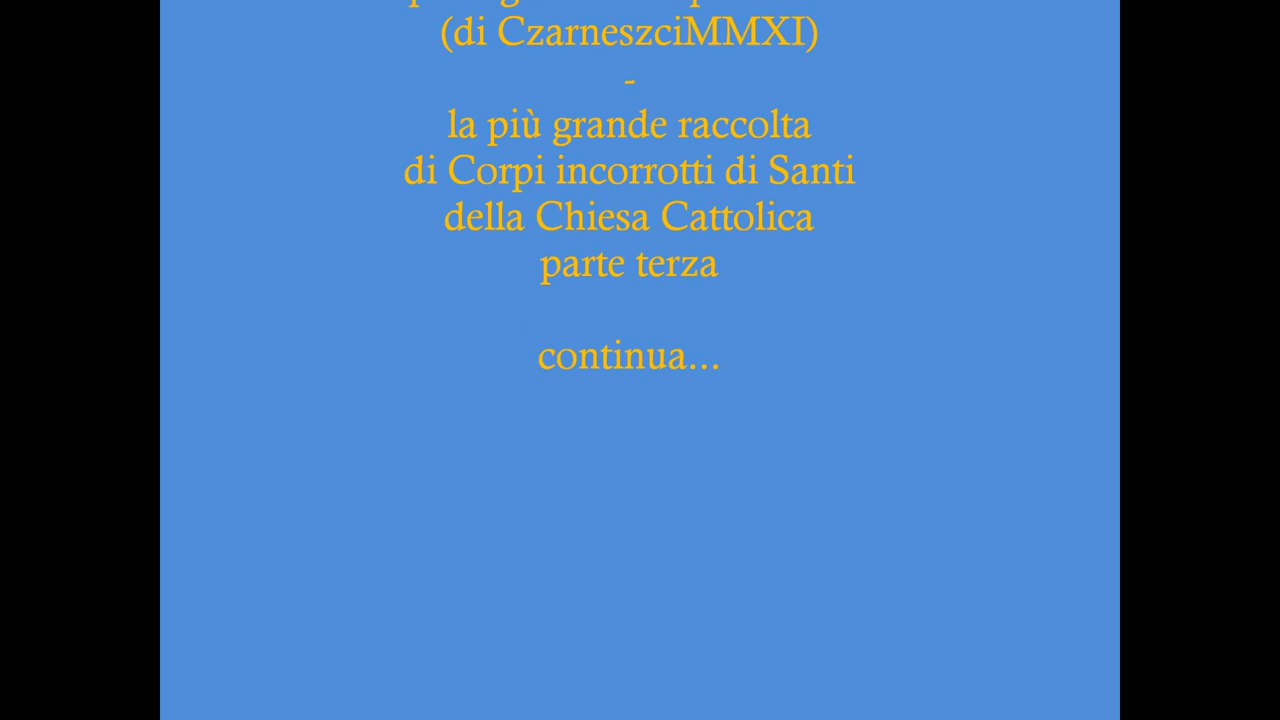 (di CzarneszciMMXI)
-
la più grande raccolta
di Corpi incorrotti di Santi
della Chiesa Cattolica
parte terza
continua...